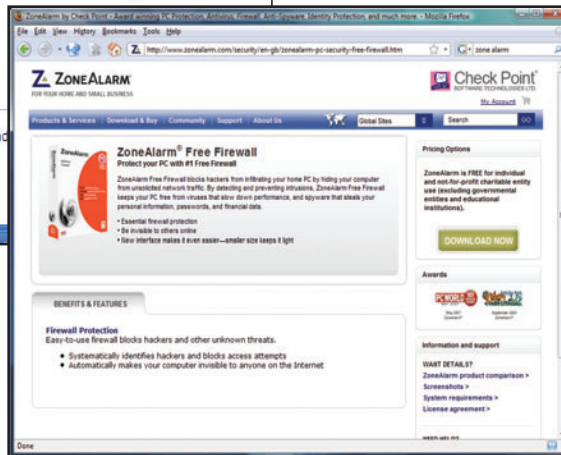 ZoneAlarm by Check Point - Award winning PC Protection, Antivirus, Firewall, Anti-Spyware, Identity Protection, and much more. - Mozilla Firefox
File Edit View History Bookmarks Tools Help
http://www.zonealarm.com/security/en-gb/zonealarm-pc-security-free-firewall.htm
zone alarm
ZONEALARM
FOR YOUR HOME AND SMALL BUSINESS
Check Point
SOFTWARE TECHNOLOGIES LTD.
My Account
Products & Services | Download & Buy | Community | Support | About Us
Global Sites
Search
GO
ZoneAlarm
ZoneAlarm® Free Firewall
Protect your PC with #1 Free Firewall
ZoneAlarm Free Firewall blocks hackers from infiltrating your home PC by hiding your computer
from unsolicited network traffic. By detecting and preventing intrusions, ZoneAlarm Free Firewall
keeps your PC free from viruses that slow down performance, and spyware that steals your
personal information, passwords, and financial data.
• Essential firewall protection
• Be invisible to others online
• New interface makes it even easier—smaller size keeps it light
Pricing Options
ZoneAlarm is FREE for individual
and not-for-profit charitable entity
use (excluding governmental
entities and educational
institutions).
DOWNLOAD NOW
Awards
PCWORLD
BENEFITS & FEATURES
Firewall Protection
Easy-to-use firewall blocks hackers and other unknown threats.
• Systematically identifies hackers and blocks access attempts
• Automatically makes your computer invisible to anyone on the Internet
Information and support
WANT DETAILS?
ZoneAlarm product comparison >
Screenshots >
System requirements >
License agreement >
NEED HELP?
Done